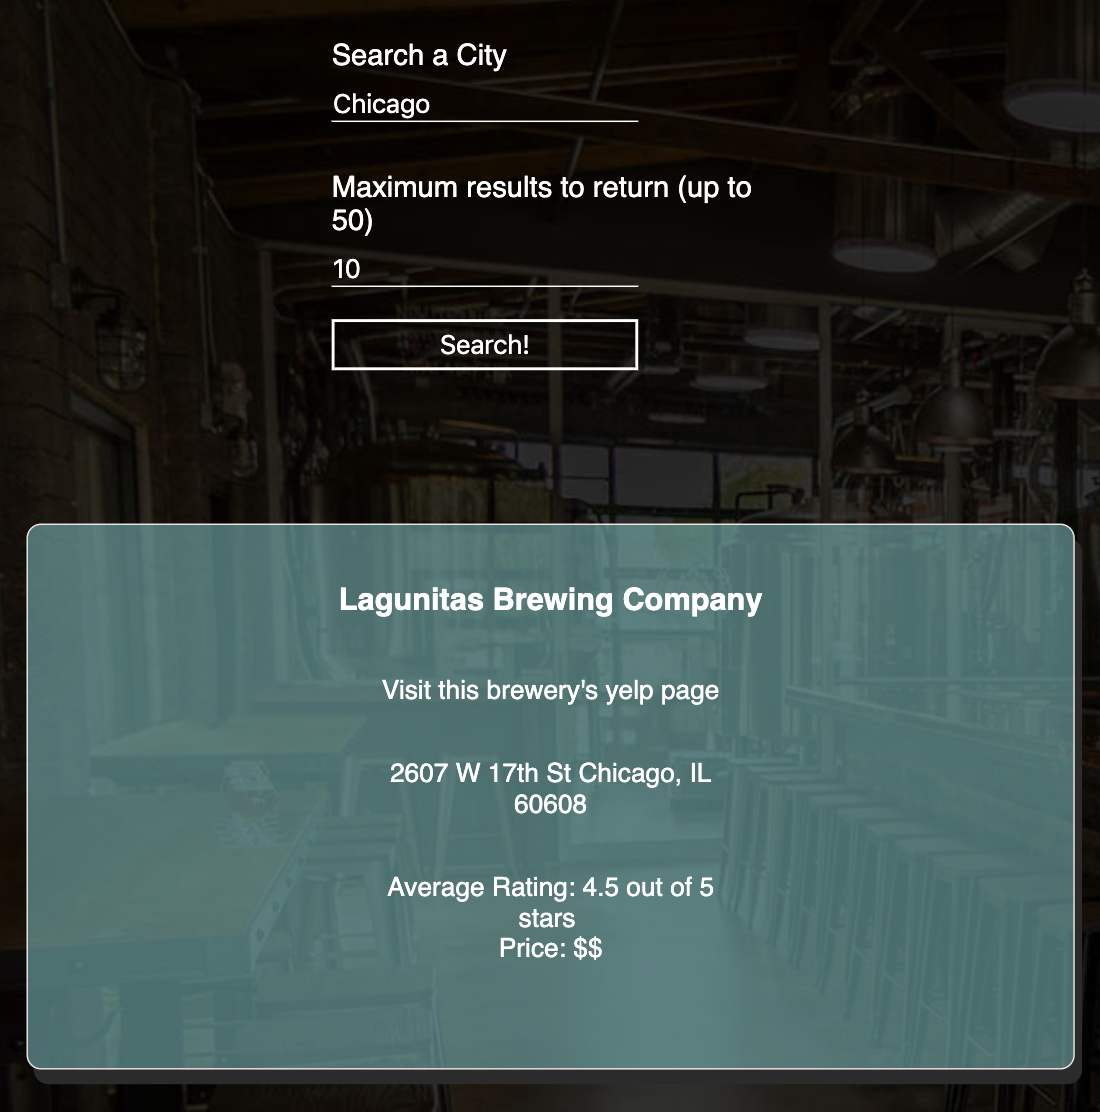 Search a City
Chicago
Maximum results to return (up to
50)
10
Search!
Lagunitas Brewing Company
Visit this brewery's yelp page
2607 W 17th St Chicago, IL
60608
Average Rating: 4.5 out of 5
stars
Price: $$